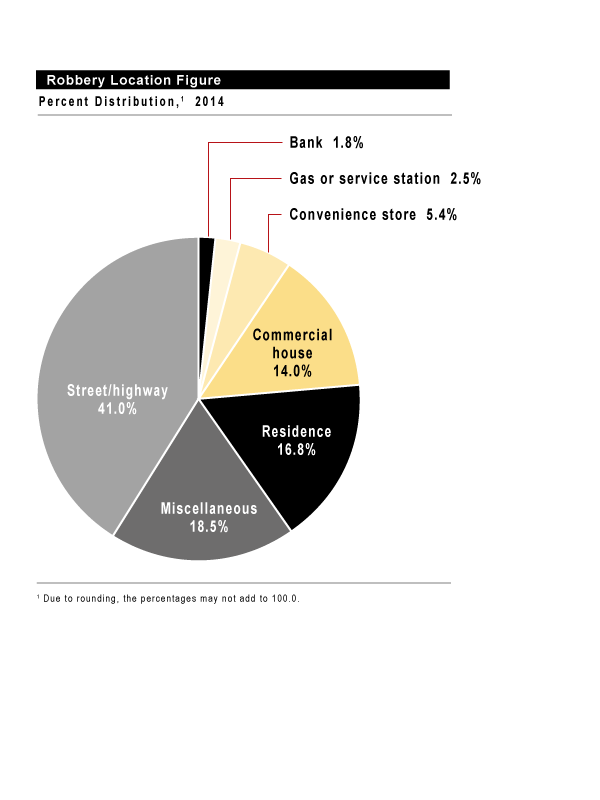 Robbery Location Figure
Percent Distribution,¹ 2014
Bank 1.8%
Gas or service station 2.5%
Convenience store 5.4%
Commercial
house
14.0%
Street/highway
41.0%
Residence
16.8%
Miscellaneous
18.5%
¹ Due to rounding, the percentages may not add to 100.0.